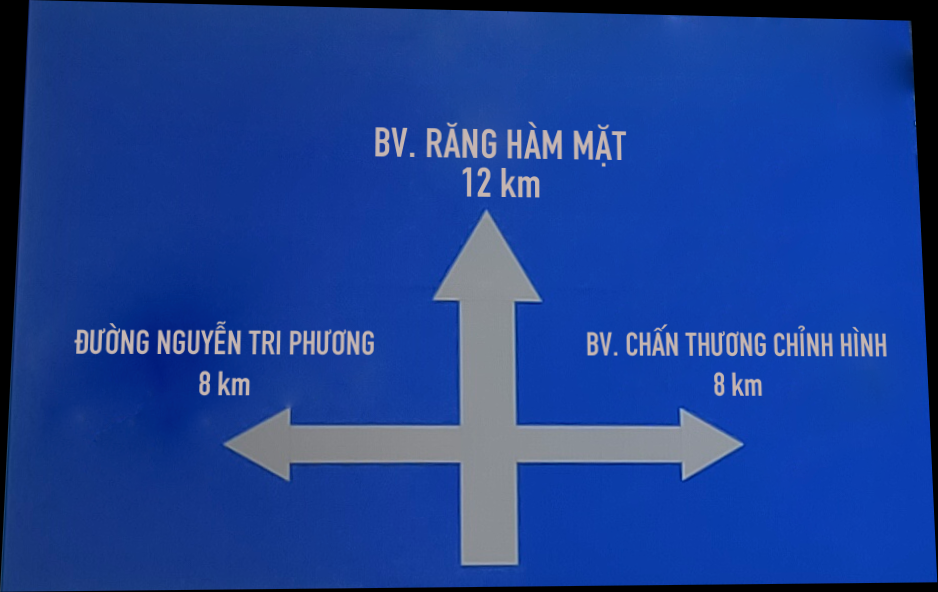 BV. RĂNG HÀM MẶT
12 km
ĐƯỜNG NGUYỄN TRI PHƯƠNG
8 km
BV. CHẤN THƯƠNG CHỈNH HÌNH
8 km